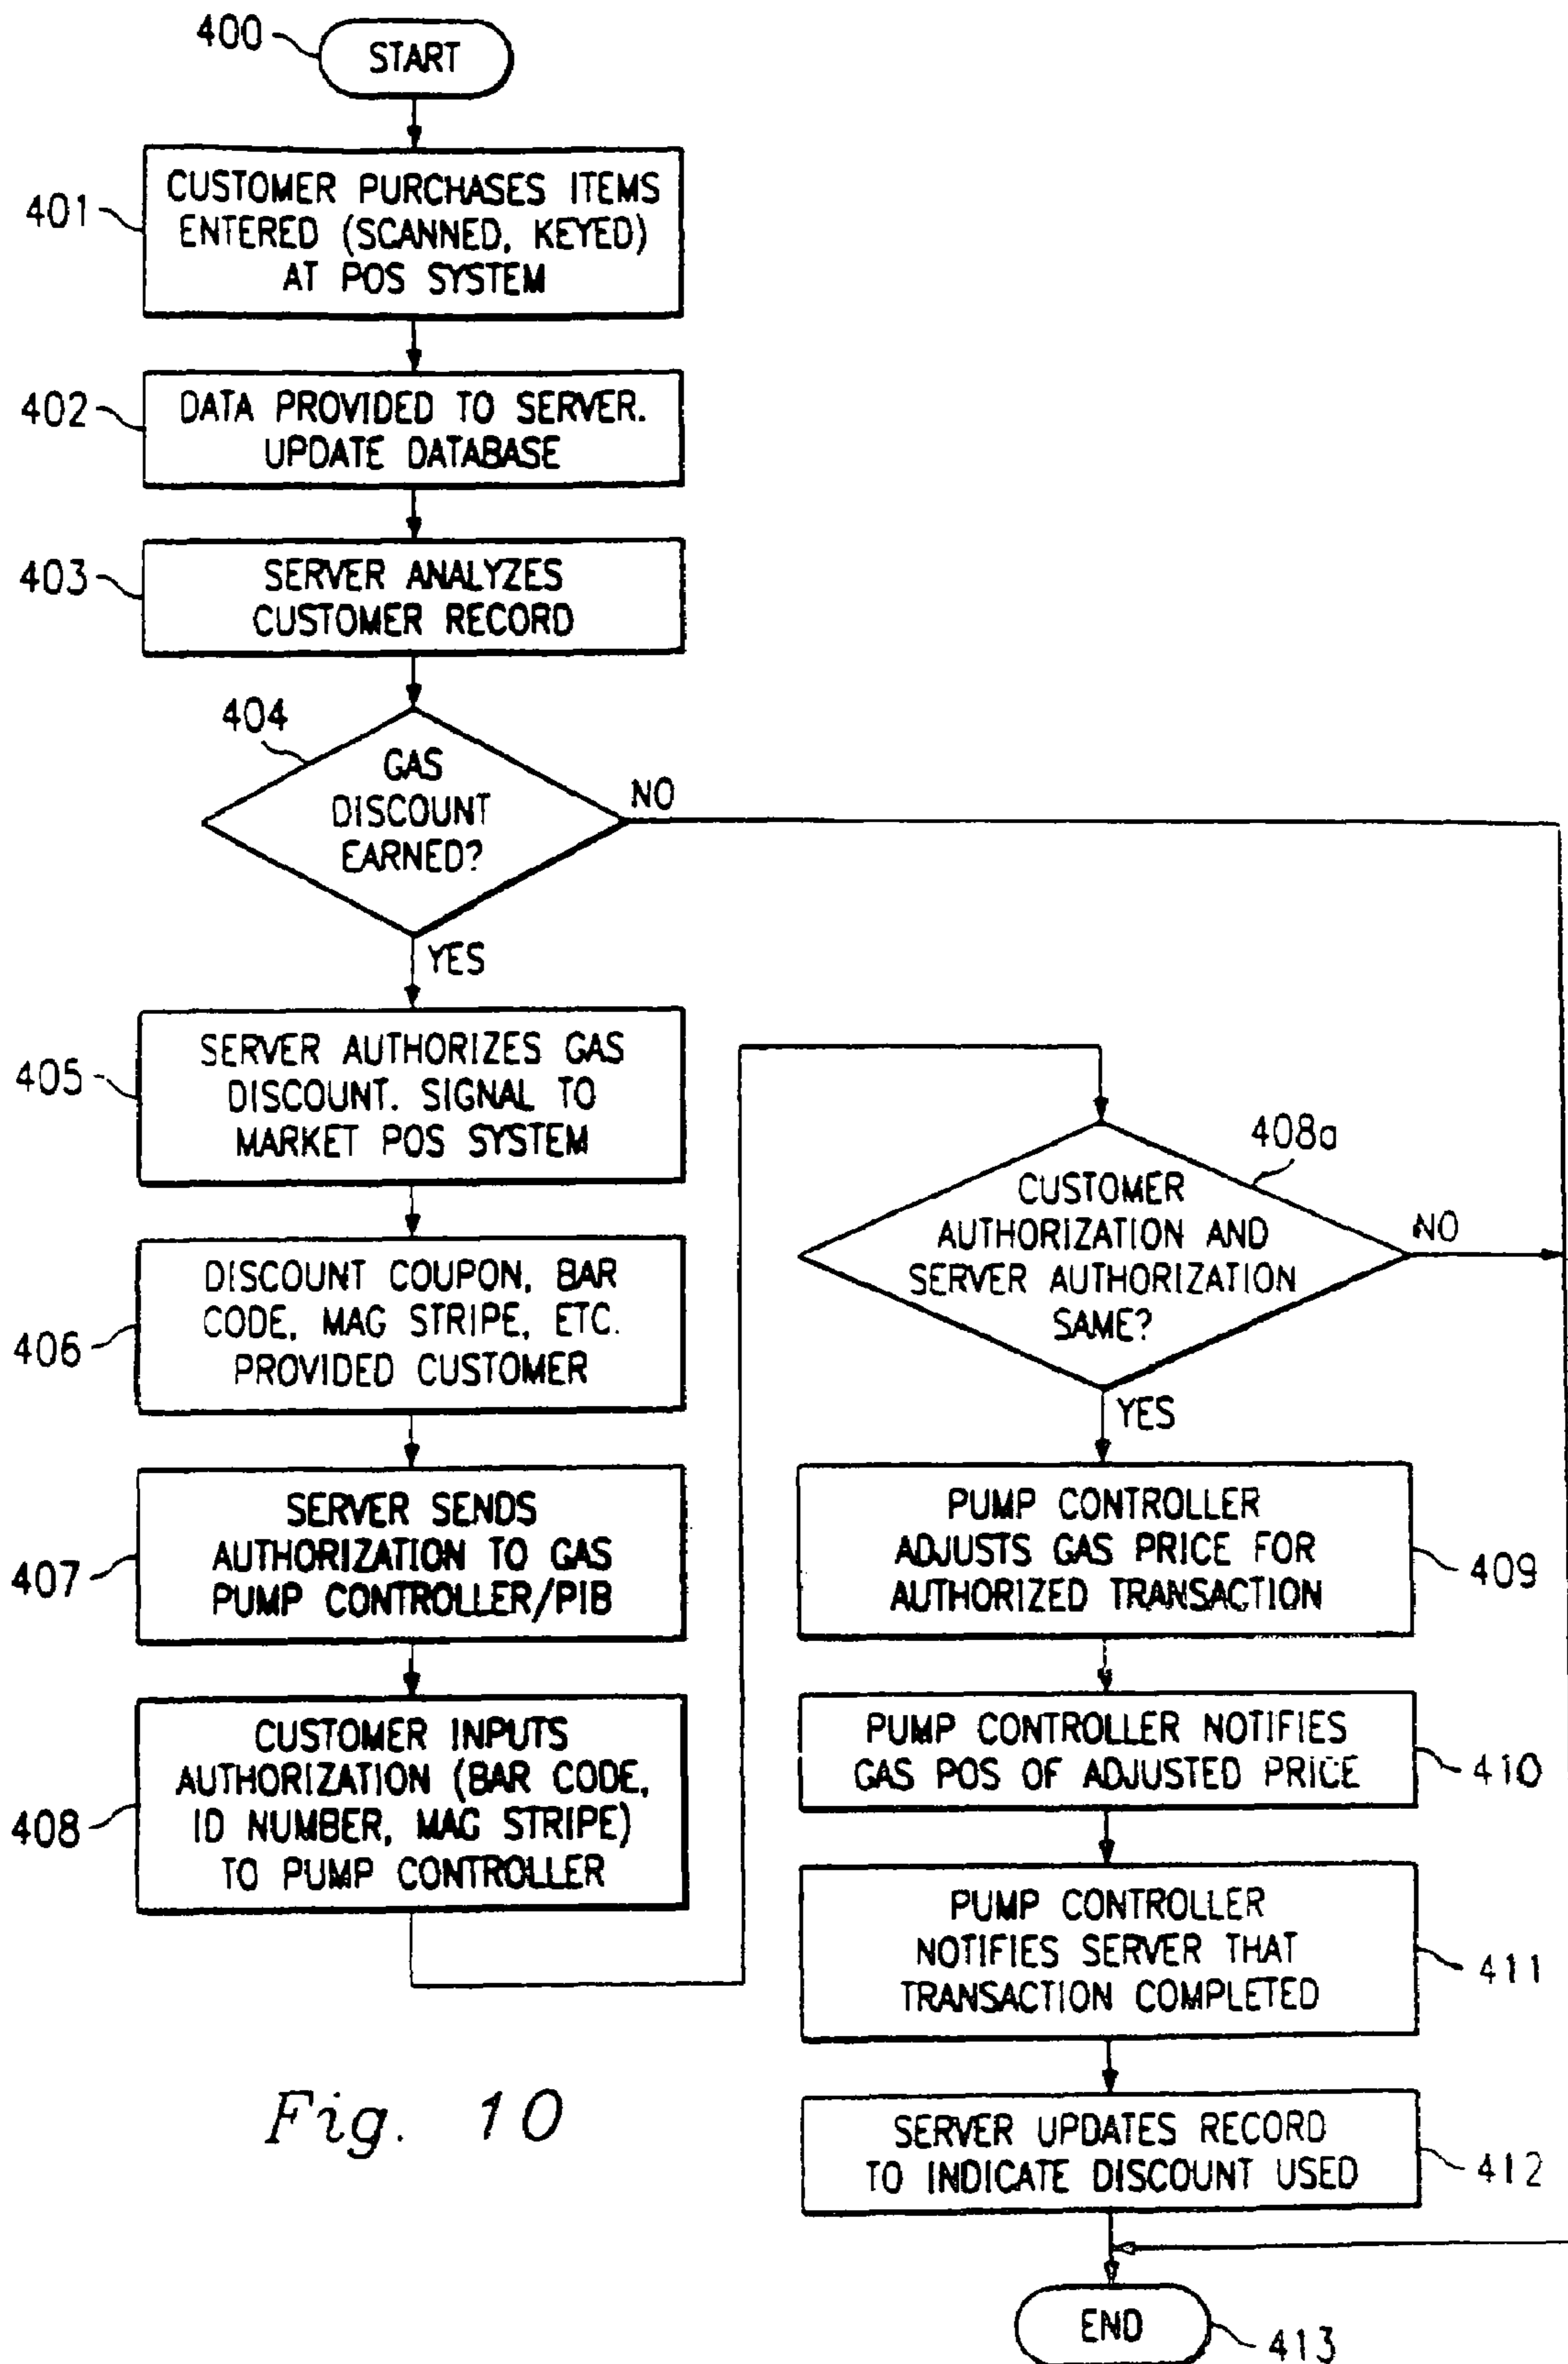 400
START
401
CUSTOMER PURCHASES ITEMS
ENTERED (SCANNED, KEYED)
AT POS SYSTEM
402
DATA PROVIDED TO SERVER.
UPDATE DATABASE
403
SERVER ANALYZES
CUSTOMER RECORD
404
GAS
DISCOUNT
EARNED?
NO
YES
405
SERVER AUTHORIZES GAS
DISCOUNT. SIGNAL TO
MARKET POS SYSTEM
406
DISCOUNT COUPON, BAR
CODE, MAG STRIPE, ETC.
PROVIDED CUSTOMER
407
SERVER SENDS
AUTHORIZATION TO GAS
PUMP CONTROLLER/PIB
408
CUSTOMER INPUTS
AUTHORIZATION (BAR CODE,
ID NUMBER, MAG STRIPE)
TO PUMP CONTROLLER
408a
CUSTOMER
AUTHORIZATION AND
SERVER AUTHORIZATION
SAME?
NO
YES
PUMP CONTROLLER
ADJUSTS GAS PRICE FOR
AUTHORIZED TRANSACTION
409
PUMP CONTROLLER NOTIFIES
GAS POS OF ADJUSTED PRICE
410
PUMP CONTROLLER
NOTIFIES SERVER THAT
TRANSACTION COMPLETED
411
SERVER UPDATES RECORD
TO INDICATE DISCOUNT USED
412
END
413
Fig. 10